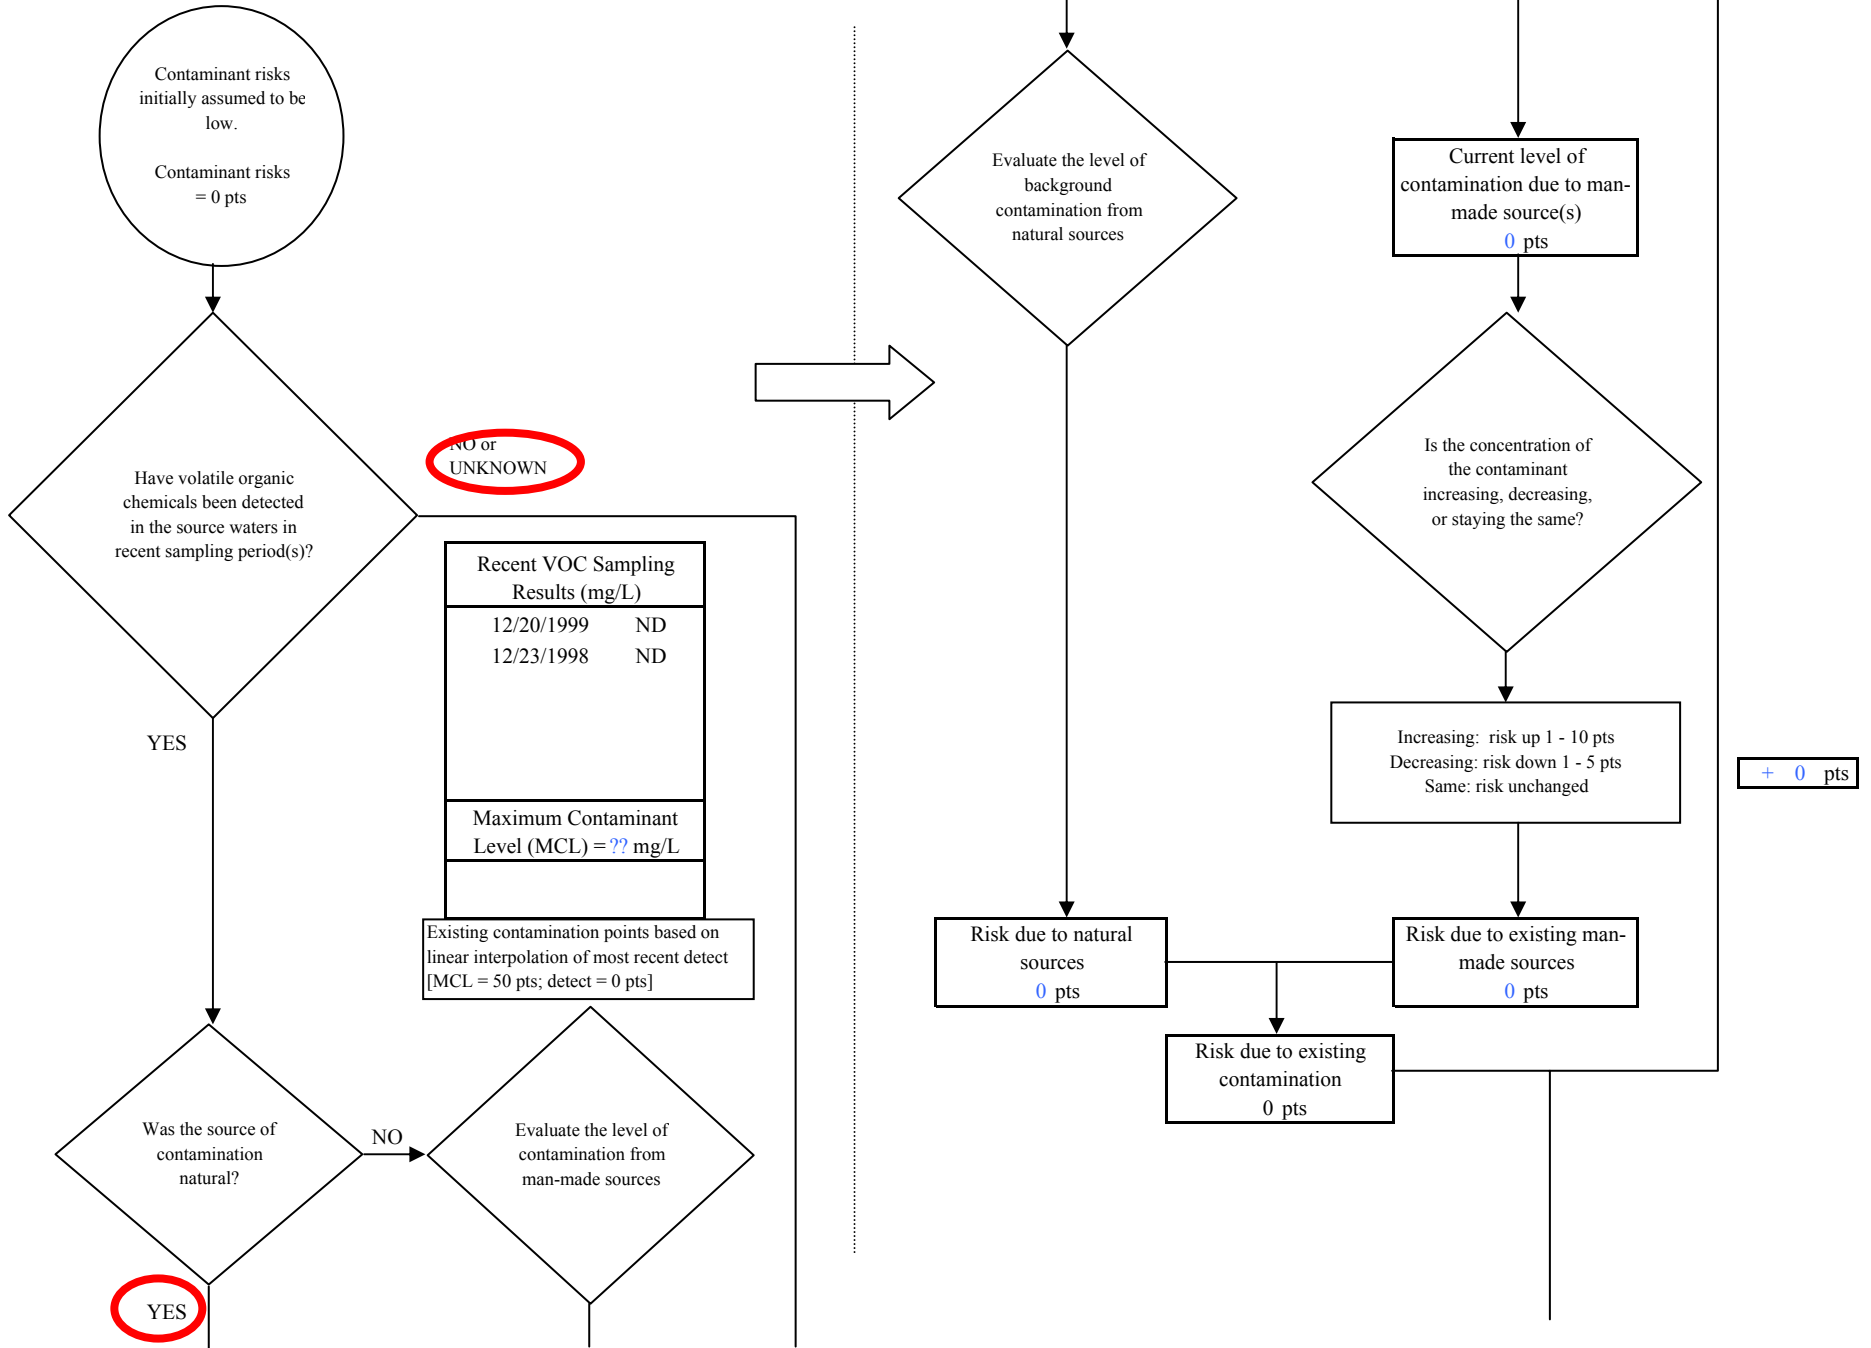 Contaminant risks
initially assumed to be
low.
Contaminant risks
= 0 pts
Have volatile organic
chemicals been detected
in the source waters in
recent sampling period(s)?
NO or
UNKNOWN
YES
Recent VOC Sampling
Results (mg/L)
12/20/1999 ND
12/23/1998 ND
Maximum Contaminant
Level (MCL) = ?? mg/L
Existing contamination points based on
linear interpolation of most recent detect
[MCL = 50 pts; detect = 0 pts]
Was the source of
contamination
natural?
NO
YES
Evaluate the level of
contamination from
man-made sources
Evaluate the level of
background
contamination from
natural sources
Current level of
contamination due to man-
made source(s)
0 pts
Is the concentration of
the contaminant
increasing, decreasing,
or staying the same?
Increasing: risk up 1 - 10 pts
Decreasing: risk down 1 - 5 pts
Same: risk unchanged
+ 0 pts
Risk due to natural
sources
0 pts
Risk due to existing man-
made sources
0 pts
Risk due to existing
contamination
0 pts